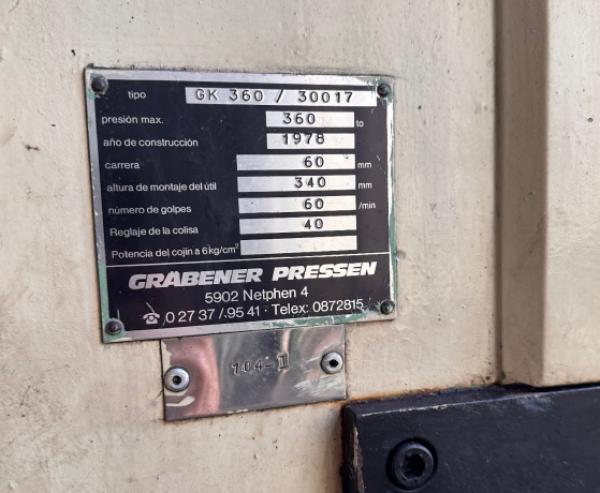 tipo GK 360 / 30017
presión max. 360 to
año de construcción 1978
carrera 60 mm
altura de montaje del útil 340 mm
número de golpes 60 /min
Reglaje de la colisa 40
Potencia del cojín a 6 kg/cm²
GRÄBENER PRESSEN
5902 Netphen 4
☎ 0 27 37 / 95 41 · Telex: 0872815
104-II